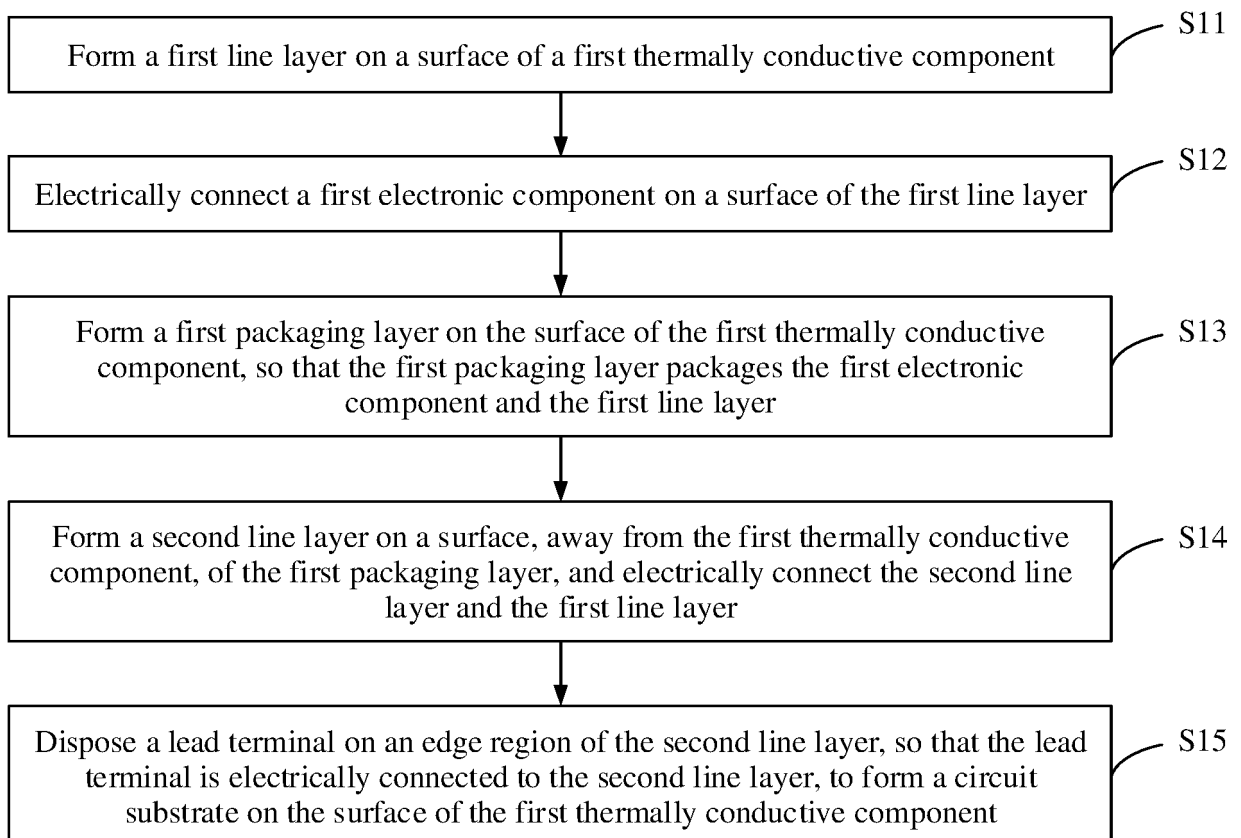 S11
Form a first line layer on a surface of a first thermally conductive component
S12
Electrically connect a first electronic component on a surface of the first line layer
S13
Form a first packaging layer on the surface of the first thermally conductive
component, so that the first packaging layer packages the first electronic
component and the first line layer
S14
Form a second line layer on a surface, away from the first thermally conductive
component, of the first packaging layer, and electrically connect the second line
layer and the first line layer
S15
Dispose a lead terminal on an edge region of the second line layer, so that the lead
terminal is electrically connected to the second line layer, to form a circuit
substrate on the surface of the first thermally conductive component